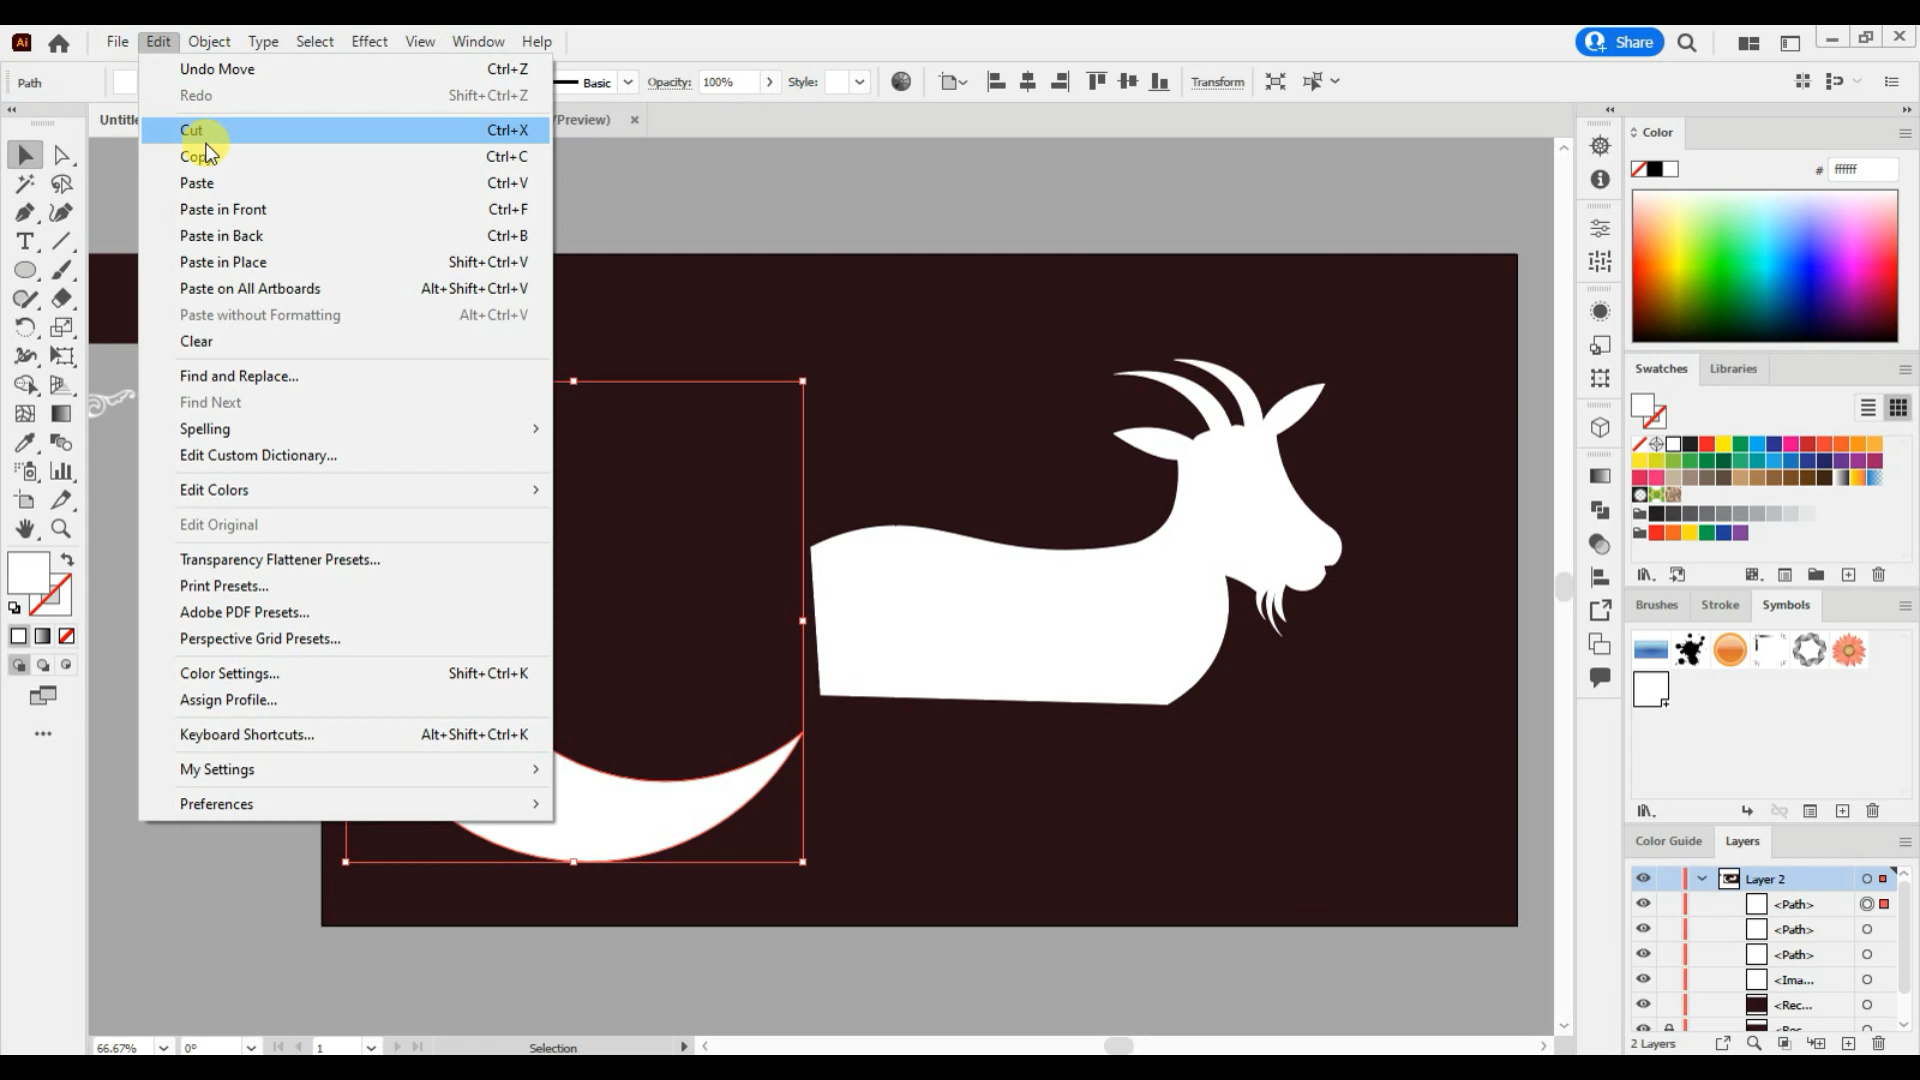 Ai File Edit Object Type Select Effect View Window Help Share
Path Basic Opacity: 100% Style: Transform
Preview)
Undo Move Ctrl+Z
Redo Shift+Ctrl+Z
Cut Ctrl+X
Copy Ctrl+C
Paste Ctrl+V
Paste in Front Ctrl+F
Paste in Back Ctrl+B
Paste in Place Shift+Ctrl+V
Paste on All Artboards Alt+Shift+Ctrl+V
Paste without Formatting Alt+Ctrl+V
Clear
Find and Replace...
Find Next
Spelling
Edit Custom Dictionary...
Edit Colors
Edit Original
Transparency Flattener Presets...
Print Presets...
Adobe PDF Presets...
Perspective Grid Presets...
Color Settings... Shift+Ctrl+K
Assign Profile...
Keyboard Shortcuts... Alt+Shift+Ctrl+K
My Settings
Preferences
66.67% 0° 1 Selection
Color
# ffffff
Swatches Libraries
Brushes Stroke Symbols
Color Guide Layers
Layer 2
<Path>
<Path>
<Path>
<Ima...
<Rec...
2 Layers